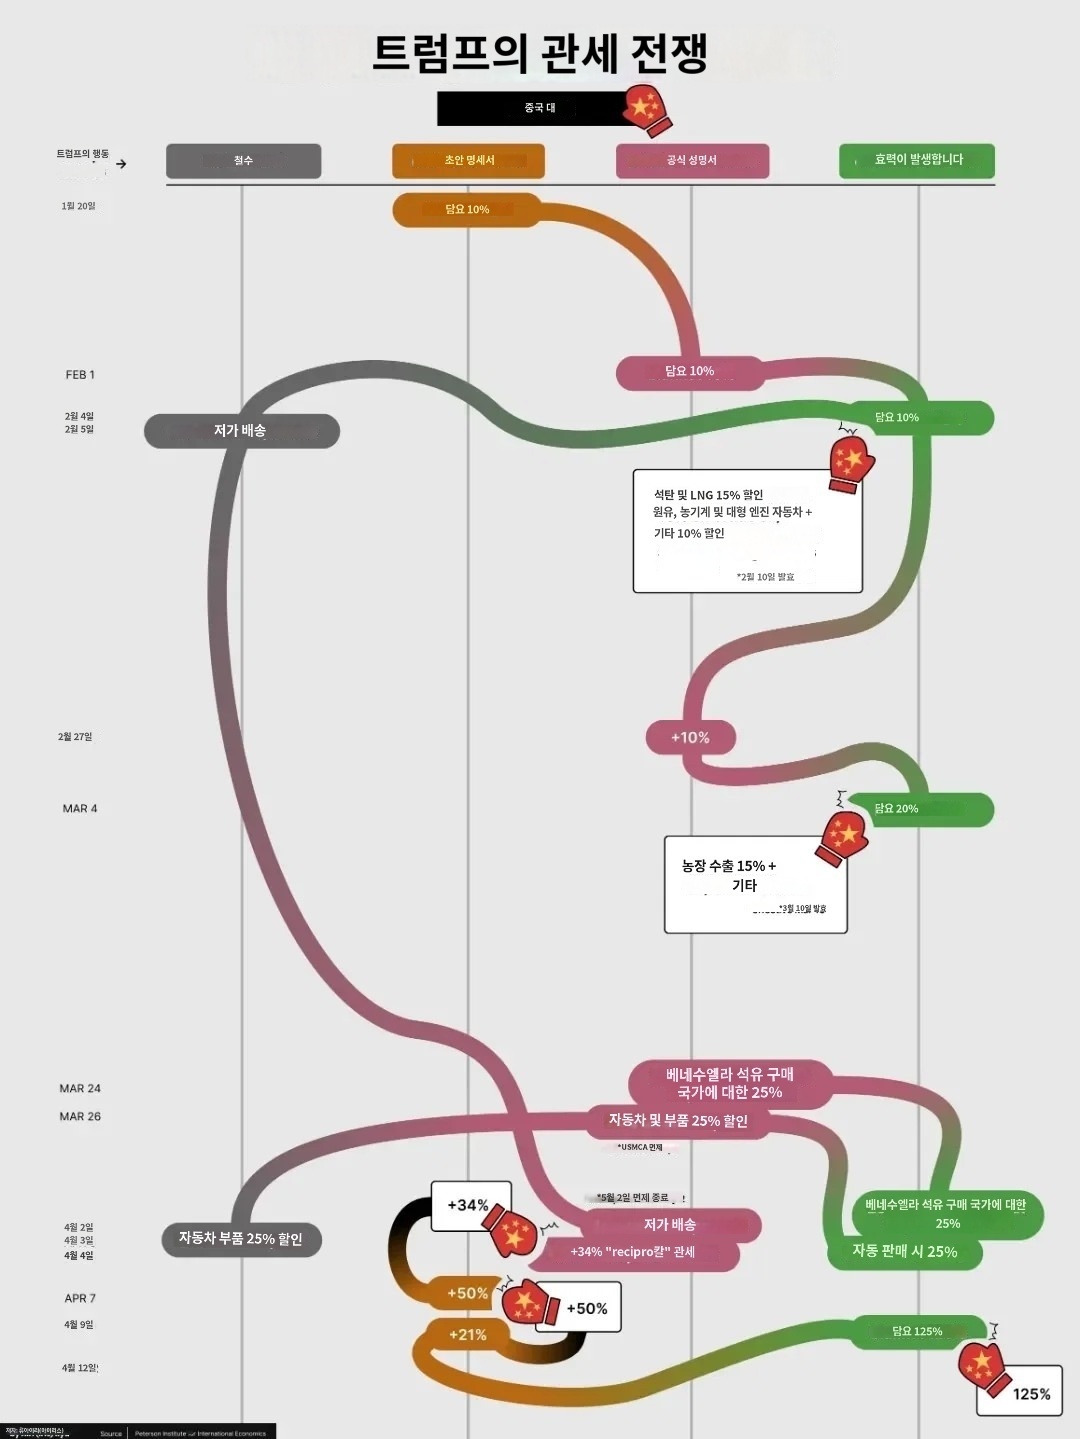 트럼프의 관세 전쟁
중국 대
트럼프의 행동
철수
초안 명세서
공식 성명서
효력이 발생합니다
1월 20일
담요 10%
FEB 1
담요 10%
2월 4일
2월 5일
저가 배송
담요 10%
석탄 및 LNG 15% 할인
원유, 농기계 및 대형 엔진 자동차 +
기타 10% 할인
*2월 10일 발효
2월 27일
+10%
MAR 4
담요 20%
농장 수출 15% +
기타
*3월 10일 발효
MAR 24
베네수엘라 석유 구매
국가에 대한 25%
MAR 26
자동차 및 부품 25% 할인
*USMCA 면제
*5월 2일 면제 종료
+34%
베네수엘라 석유 구매 국가에 대한
25%
4월 2일
저가 배송
4월 3일
자동차 부품 25% 할인
4월 4일
+34% "recipro칼" 관세
자동 판매 시 25%
APR 7
+50%
+50%
4월 9일
+21%
담요 125%
4월 12일
125%
Source
Peterson Institute for International Economics